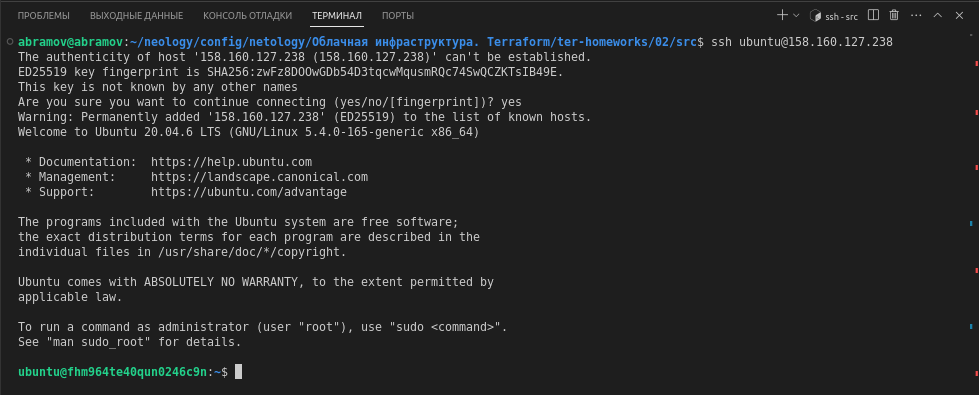 ПРОБЛЕМЫ ВЫХОДНЫЕ ДАННЫЕ КОНСОЛЬ ОТЛАДКИ ТЕРМИНАЛ ПОРТЫ ssh - src
abramov@abramov:~/neology/config/netology/Облачная инфраструктура. Terraform/ter-homeworks/02/src$ ssh ubuntu@158.160.127.238
The authenticity of host '158.160.127.238 (158.160.127.238)' can't be established.
ED25519 key fingerprint is SHA256:zwFz8DOOwGDb54D3tqcwMqusmRQc74SwQCZKTsIB49E.
This key is not known by any other names
Are you sure you want to continue connecting (yes/no/[fingerprint])? yes
Warning: Permanently added '158.160.127.238' (ED25519) to the list of known hosts.
Welcome to Ubuntu 20.04.6 LTS (GNU/Linux 5.4.0-165-generic x86_64)
* Documentation: https://help.ubuntu.com
* Management: https://landscape.canonical.com
* Support: https://ubuntu.com/advantage
The programs included with the Ubuntu system are free software;
the exact distribution terms for each program are described in the
individual files in /usr/share/doc/*/copyright.
Ubuntu comes with ABSOLUTELY NO WARRANTY, to the extent permitted by
applicable law.
To run a command as administrator (user "root"), use "sudo <command>".
See "man sudo_root" for details.
ubuntu@fhm964te40qun0246c9n:~$